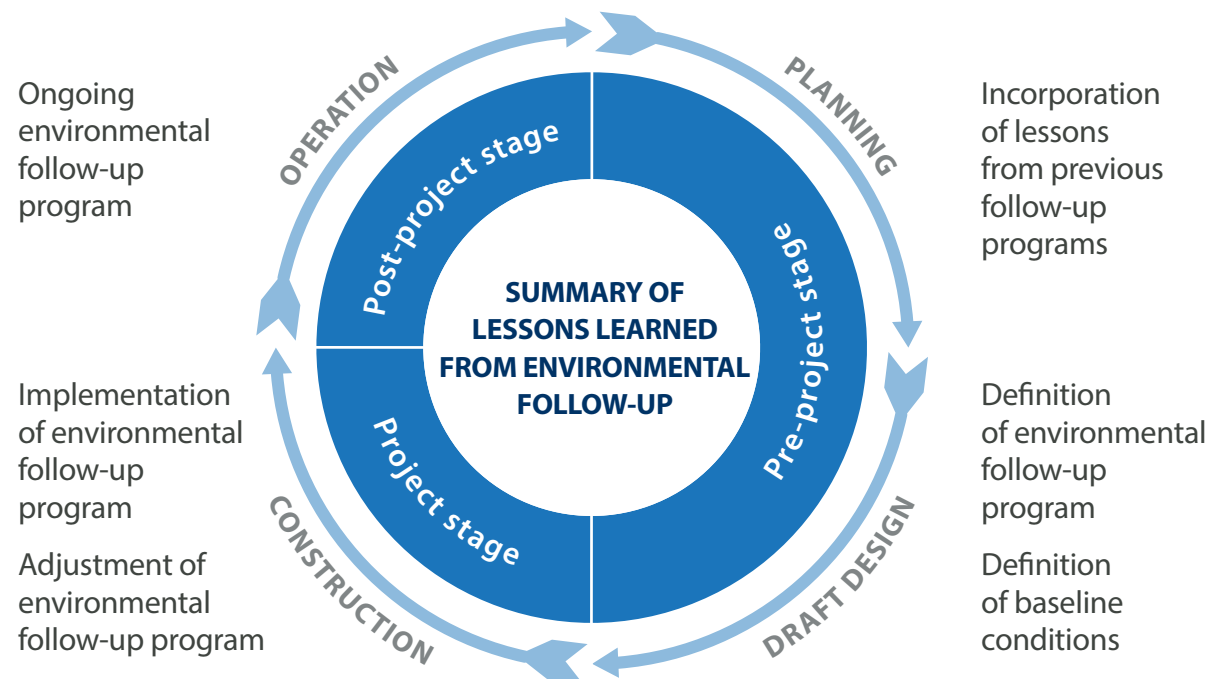 Ongoing
environmental
follow-up
program
OPERATION
PLANNING
Incorporation
of lessons
from previous
follow-up
programs
Post-project stage
Pre-project stage
SUMMARY OF
LESSONS LEARNED
FROM ENVIRONMENTAL
FOLLOW-UP
Implementation
of environmental
follow-up
program
Adjustment of
environmental
follow-up program
Project stage
CONSTRUCTION
DRAFT DESIGN
Definition
of environmental
follow-up
program
Definition
of baseline
conditions